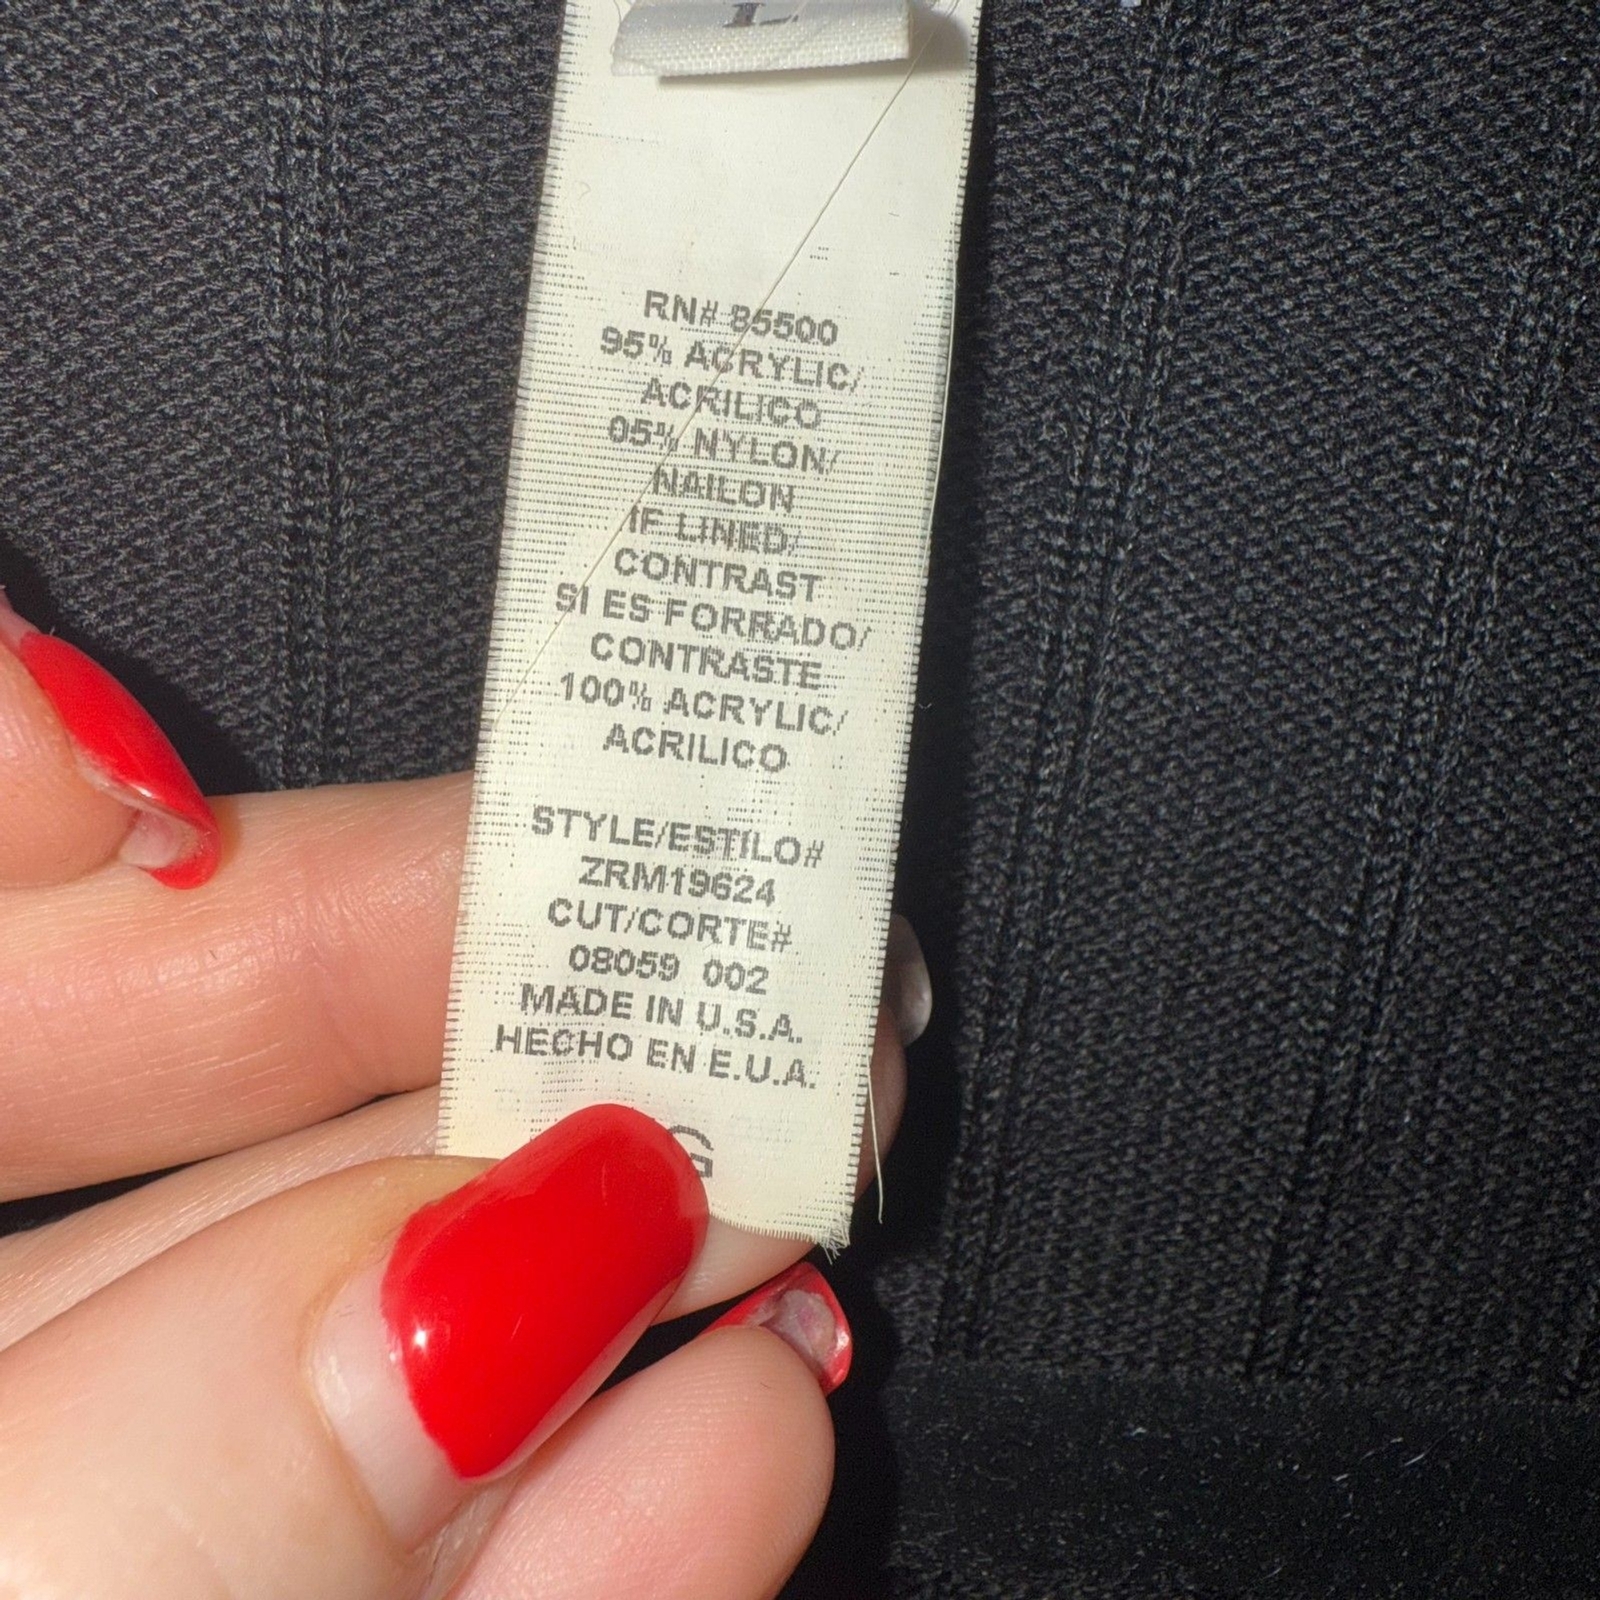 L
RN# 85500
95% ACRYLIC/
ACRILICO
05% NYLON/
NAILON
IF LINED/
CONTRAST
SI ES FORRADO/
CONTRASTE
100% ACRYLIC/
ACRILICO
STYLE/ESTILO#
ZRM19624
CUT/CORTE#
08059 002
MADE IN U.S.A.
HECHO EN E.U.A.